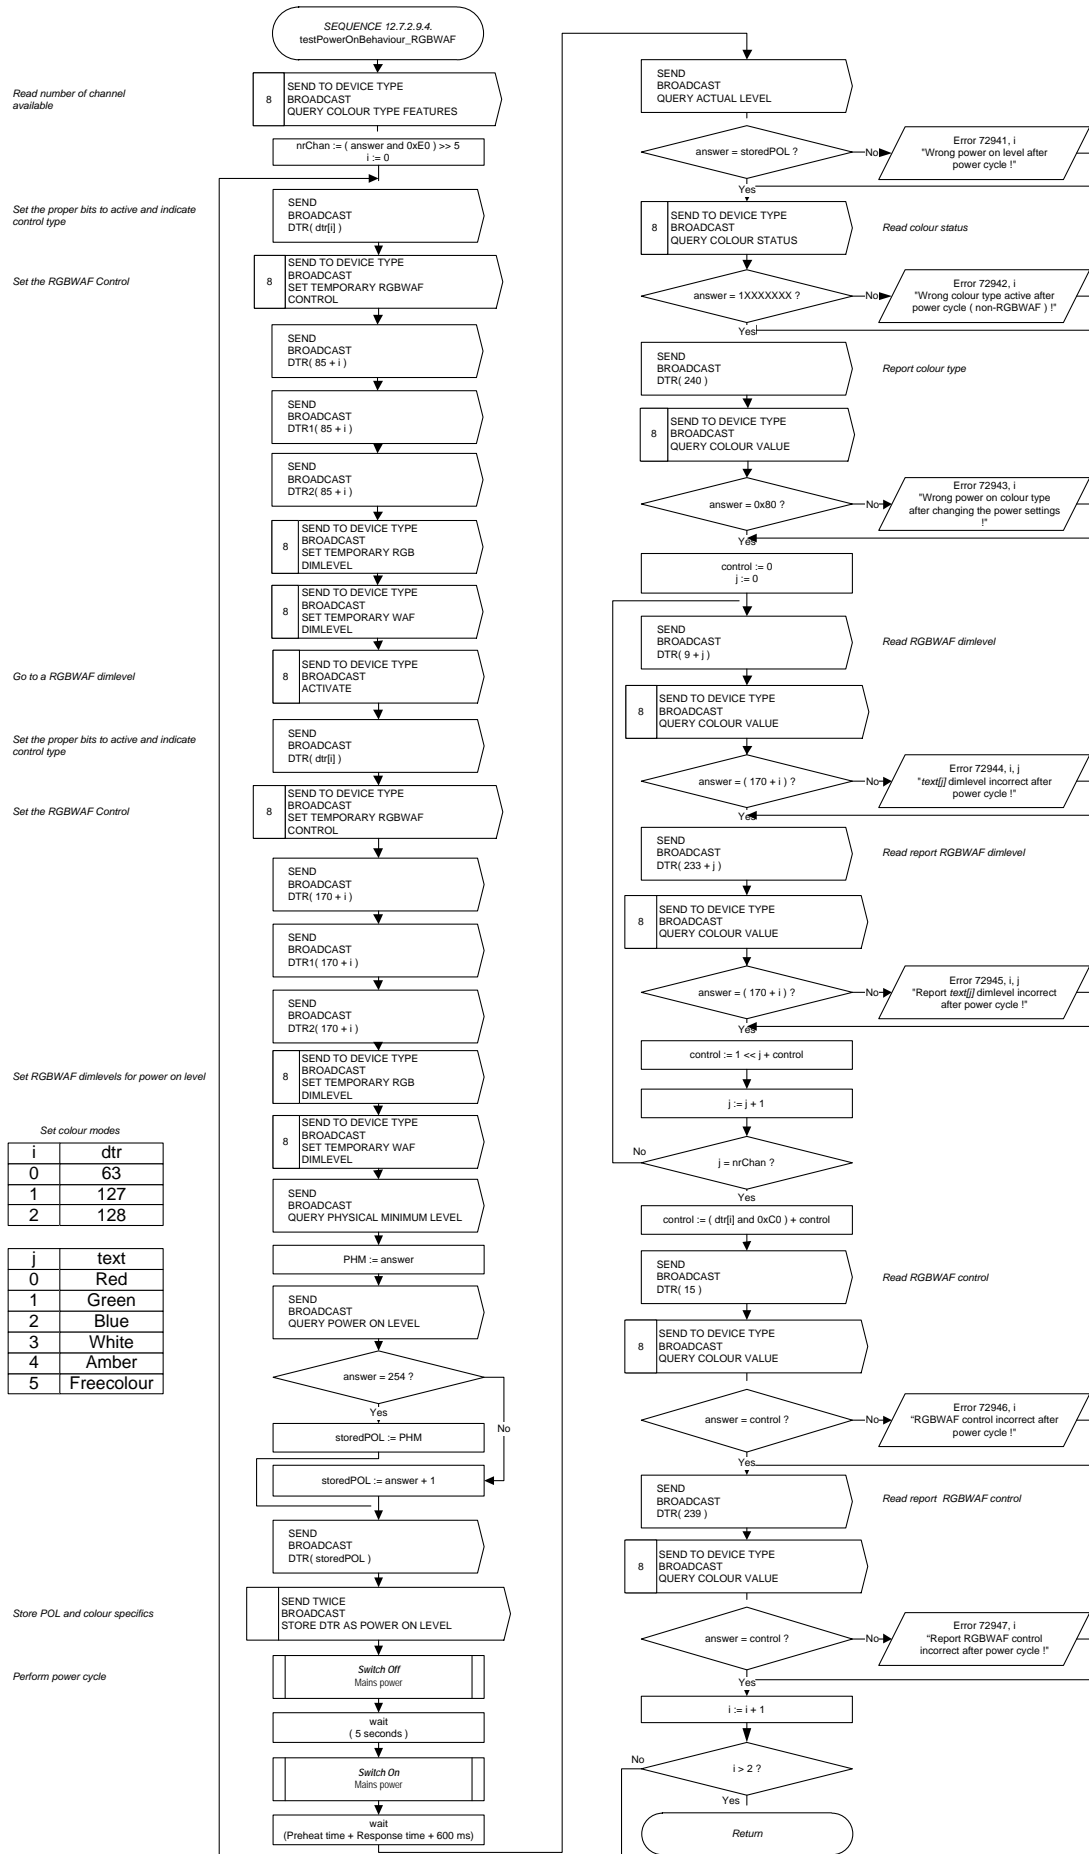 SEQUENCE 12.7.2.9.4.
testPowerOnBehaviour_RGBWAF
Read number of channel
available
8
SEND TO DEVICE TYPE
BROADCAST
QUERY COLOUR TYPE FEATURES
nrChan := ( answer and 0xE0 ) >> 5
i := 0
Set the proper bits to active and indicate
control type
SEND
BROADCAST
DTR( dtr[i] )
Set the RGBWAF Control
8
SEND TO DEVICE TYPE
BROADCAST
SET TEMPORARY RGBWAF
CONTROL
SEND
BROADCAST
DTR( 85 + i )
SEND
BROADCAST
DTR1( 85 + i )
SEND
BROADCAST
DTR2( 85 + i )
8
SEND TO DEVICE TYPE
BROADCAST
SET TEMPORARY RGB
DIMLEVEL
8
SEND TO DEVICE TYPE
BROADCAST
SET TEMPORARY WAF
DIMLEVEL
Go to a RGBWAF dimlevel
8
SEND TO DEVICE TYPE
BROADCAST
ACTIVATE
Set the proper bits to active and indicate
control type
SEND
BROADCAST
DTR( dtr[i] )
Set the RGBWAF Control
8
SEND TO DEVICE TYPE
BROADCAST
SET TEMPORARY RGBWAF
CONTROL
SEND
BROADCAST
DTR( 170 + i )
SEND
BROADCAST
DTR1( 170 + i )
SEND
BROADCAST
DTR2( 170 + i )
Set RGBWAF dimlevels for power on level
8
SEND TO DEVICE TYPE
BROADCAST
SET TEMPORARY RGB
DIMLEVEL
8
SEND TO DEVICE TYPE
BROADCAST
SET TEMPORARY WAF
DIMLEVEL
Set colour modes
i dtr
0 63
1 127
2 128
j text
0 Red
1 Green
2 Blue
3 White
4 Amber
5 Freecolour
SEND
BROADCAST
QUERY PHYSICAL MINIMUM LEVEL
PHM := answer
SEND
BROADCAST
QUERY POWER ON LEVEL
answer = 254 ?
Yes
No
storedPOL := PHM
storedPOL := answer + 1
SEND
BROADCAST
DTR( storedPOL )
Store POL and colour specifics
SEND TWICE
BROADCAST
STORE DTR AS POWER ON LEVEL
Perform power cycle
Switch Off
Mains power
wait
( 5 seconds )
Switch On
Mains power
wait
(Preheat time + Response time + 600 ms)
SEND
BROADCAST
QUERY ACTUAL LEVEL
answer = storedPOL ?
No
Yes
Error 72941, i
"Wrong power on level after
power cycle !"
8
SEND TO DEVICE TYPE
BROADCAST
QUERY COLOUR STATUS
Read colour status
answer = 1XXXXXXX ?
No
Yes
Error 72942, i
"Wrong colour type active after
power cycle ( non-RGBWAF ) !"
SEND
BROADCAST
DTR( 240 )
Report colour type
8
SEND TO DEVICE TYPE
BROADCAST
QUERY COLOUR VALUE
answer = 0x80 ?
No
Yes
Error 72943, i
"Wrong power on colour type
after changing the power settings
!"
control := 0
j := 0
SEND
BROADCAST
DTR( 9 + j )
Read RGBWAF dimlevel
8
SEND TO DEVICE TYPE
BROADCAST
QUERY COLOUR VALUE
answer = ( 170 + i ) ?
No
Yes
Error 72944, i, j
"text[j] dimlevel incorrect after
power cycle !"
SEND
BROADCAST
DTR( 233 + j )
Read report RGBWAF dimlevel
8
SEND TO DEVICE TYPE
BROADCAST
QUERY COLOUR VALUE
answer = ( 170 + i ) ?
No
Yes
Error 72945, i, j
"Report text[j] dimlevel incorrect
after power cycle !"
control := 1 << j + control
j := j + 1
j = nrChan ?
No
Yes
control := ( dtr[i] and 0xC0 ) + control
SEND
BROADCAST
DTR( 15 )
Read RGBWAF control
8
SEND TO DEVICE TYPE
BROADCAST
QUERY COLOUR VALUE
answer = control ?
No
Yes
Error 72946, i
"RGBWAF control incorrect after
power cycle !"
SEND
BROADCAST
DTR( 239 )
Read report RGBWAF control
8
SEND TO DEVICE TYPE
BROADCAST
QUERY COLOUR VALUE
answer = control ?
No
Yes
Error 72947, i
"Report RGBWAF control
incorrect after power cycle !"
i := i + 1
i > 2 ?
No
Yes
Return